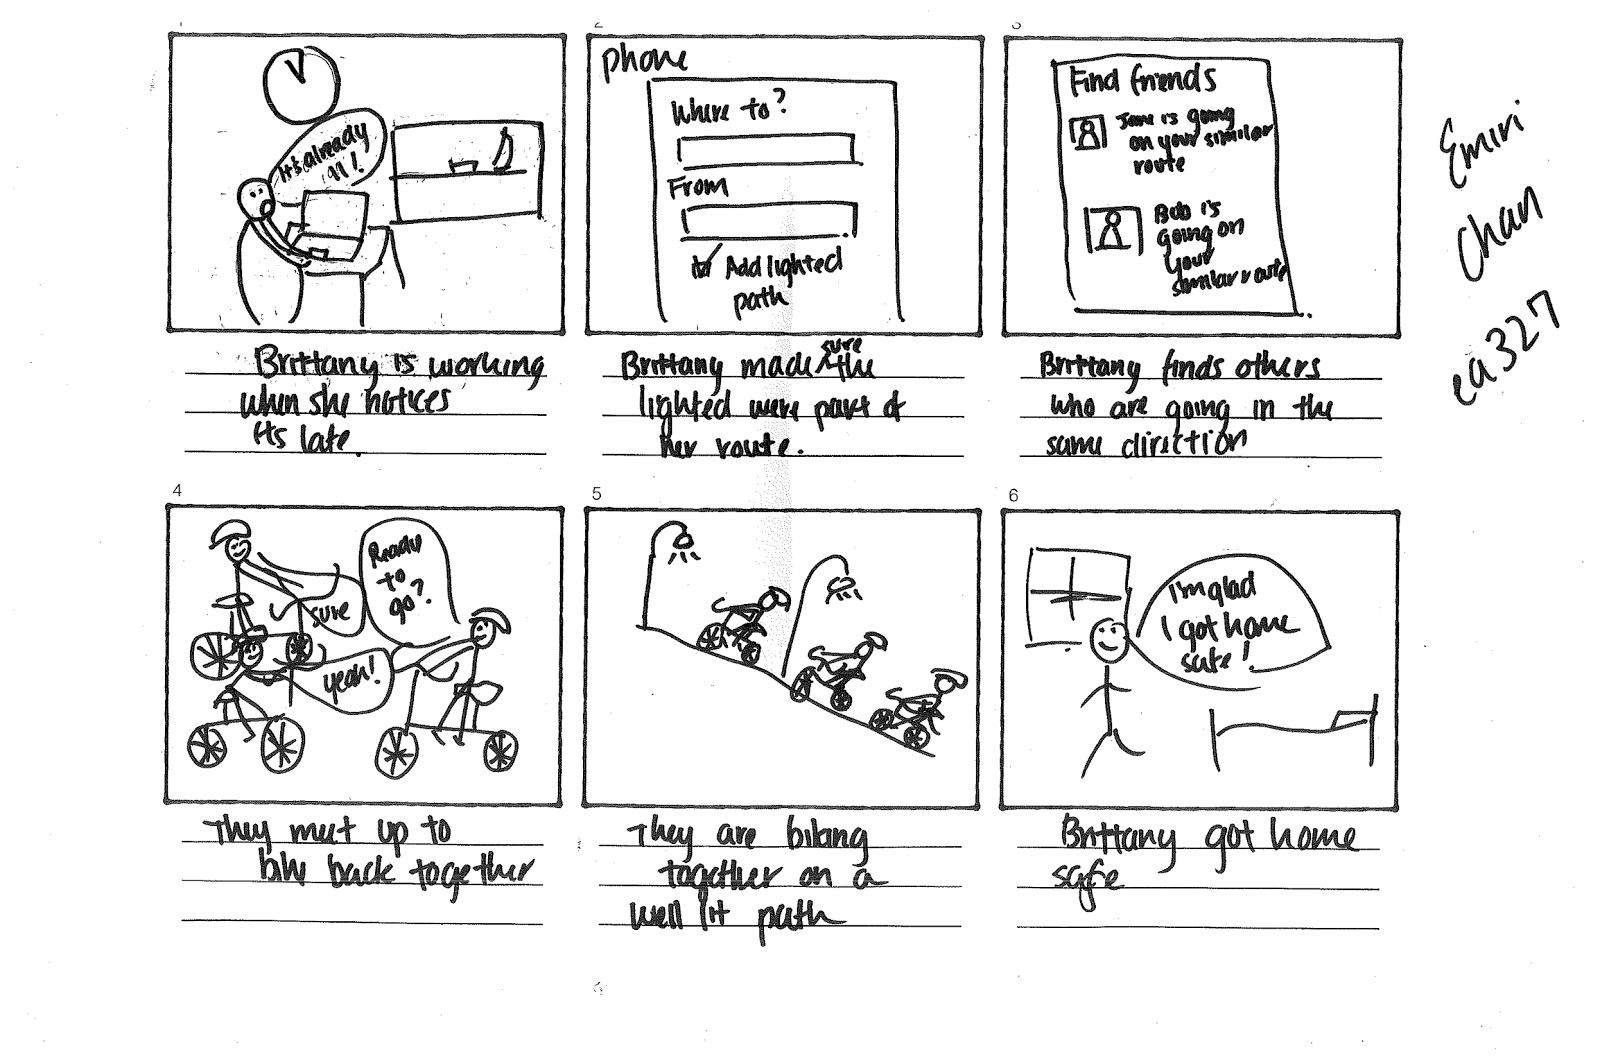 1
It's already
11!
Brittany is working
when she notices
its late.
2
phone
Where to?
From
Add lighted
path
Brittany made sure the
lighted were part of
her route.
3
Find friends
Jane is going
on your similar
route
Bob is
going on
your
similar route
Brittany finds others
who are going in the
same direction
Emiri
Chan
ea327
4
Ready
to
go?
sure
yeah!
They meet up to
bike back together
5
They are biking
together on a
well lit path
6
I'm glad
I got home
safe!
Brittany got home
safe